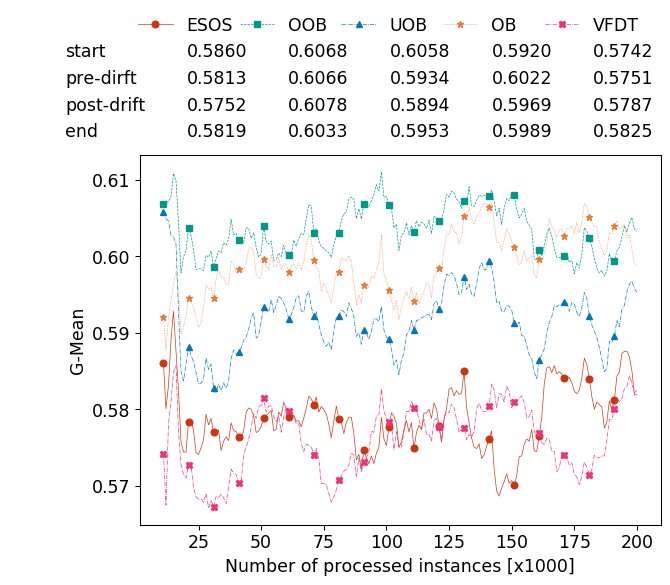 ESOS OOB UOB OB VFDT
start 0.5860 0.6068 0.6058 0.5920 0.5742
pre-dirft 0.5813 0.6066 0.5934 0.6022 0.5751
post-drift 0.5752 0.6078 0.5894 0.5969 0.5787
end 0.5819 0.6033 0.5953 0.5989 0.5825
0.61
0.60
0.59
0.58
0.57
G-Mean
25 50 75 100 125 150 175 200
Number of processed instances [x1000]